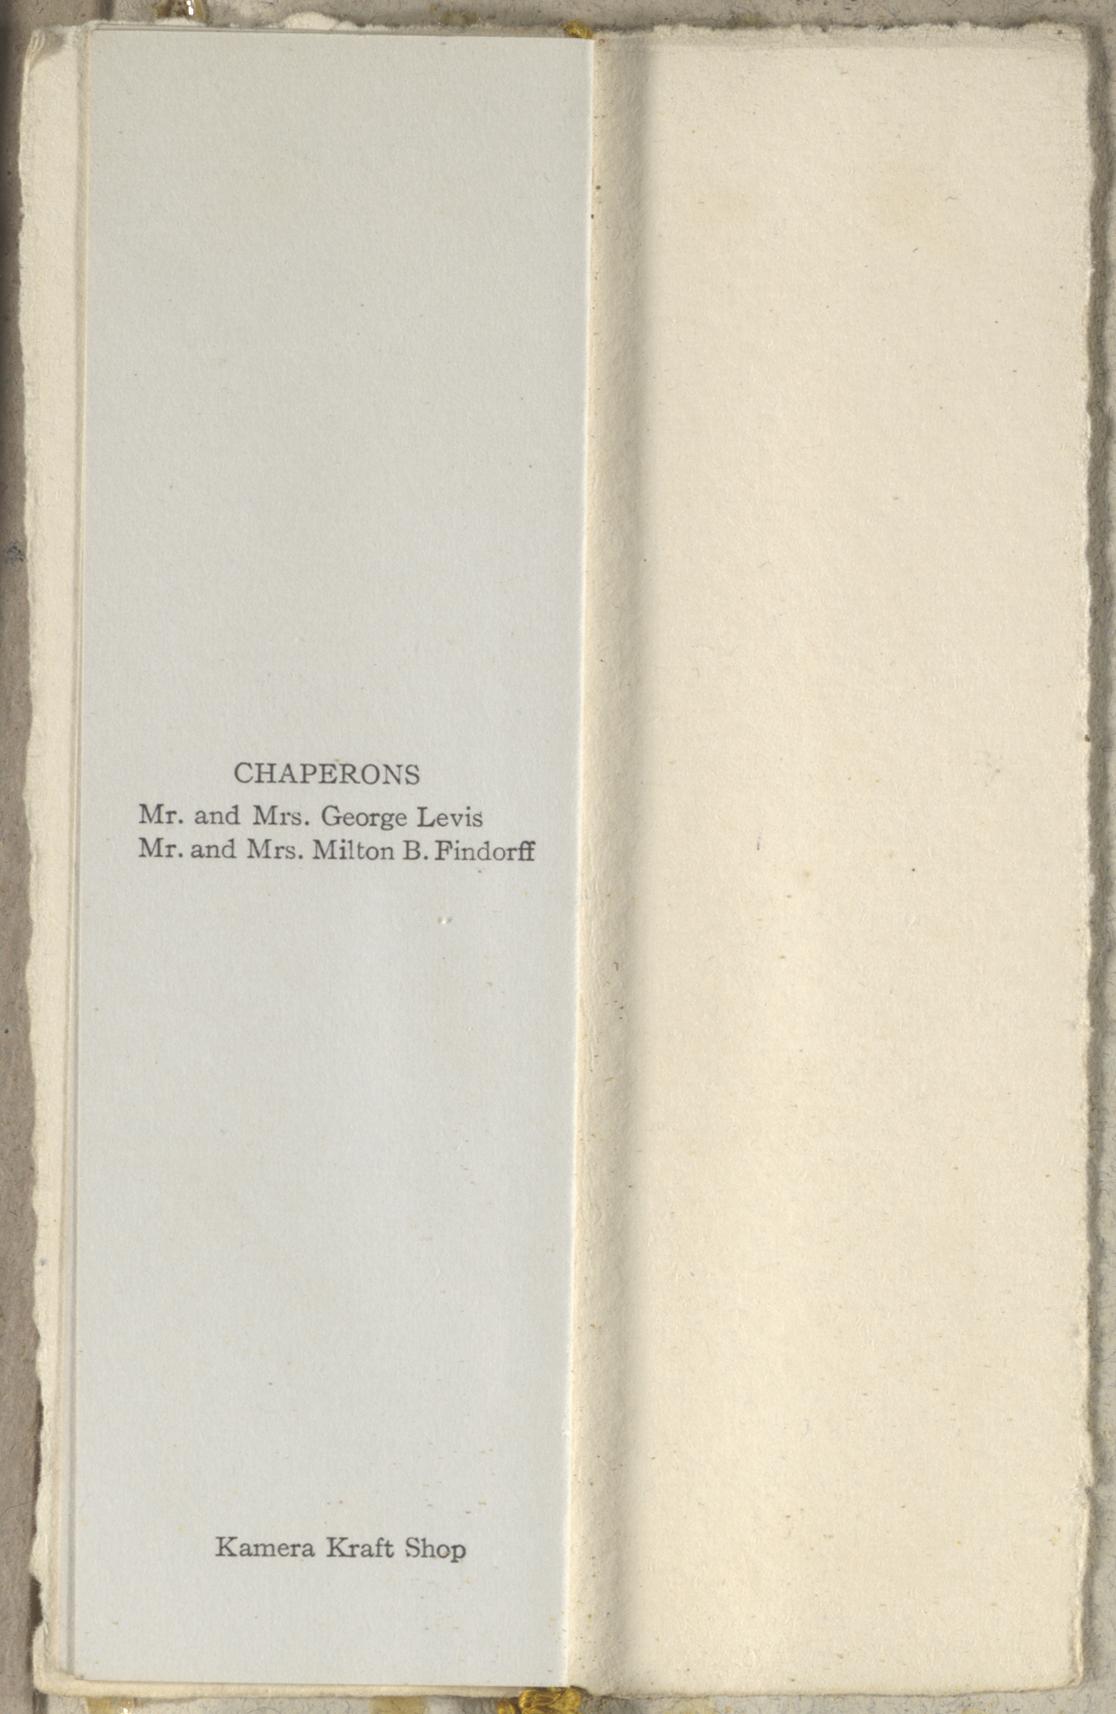 CHAPERONS
Mr. and Mrs. George Levis
Mr. and Mrs. Milton B. Findorff
Kamera Kraft Shop